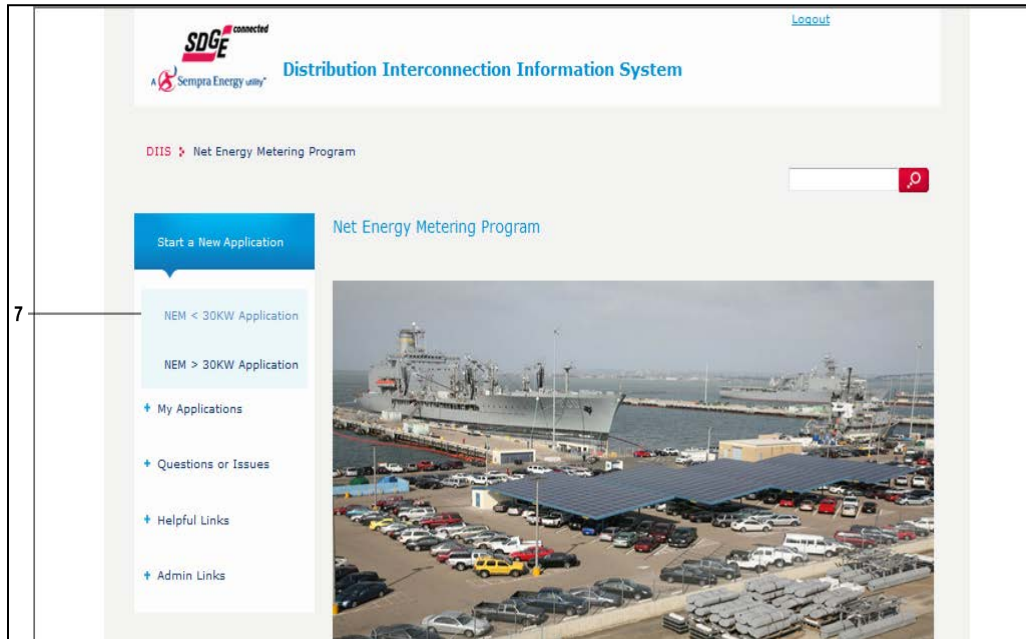 Logout
SDGE connected
A Sempra Energy utility
Distribution Interconnection Information System
DIIS Net Energy Metering Program
Start a New Application
Net Energy Metering Program
7
NEM < 30KW Application
NEM > 30KW Application
+ My Applications
+ Questions or Issues
+ Helpful Links
+ Admin Links